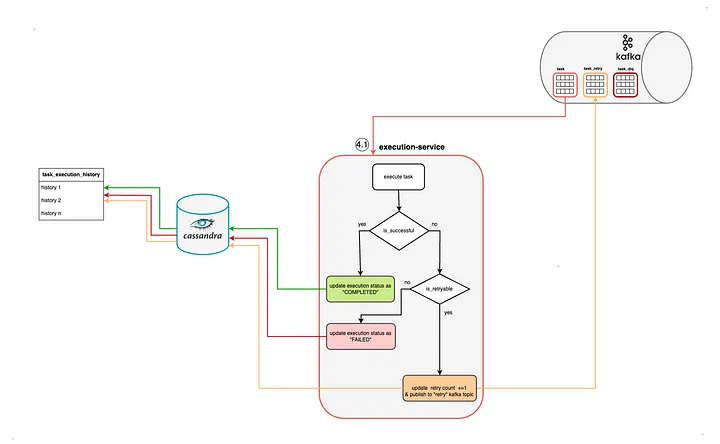 kafka
task
task_retry
task_dlq
4.1
execution-service
execute task
task_execution_history
history 1
history 2
history n
cassandra
yes
is_successful
no
update execution status as
"COMPLETED"
no
is_retryable
yes
update execution status as
"FAILED"
update retry count +=1
& publish to "retry" kafka topic